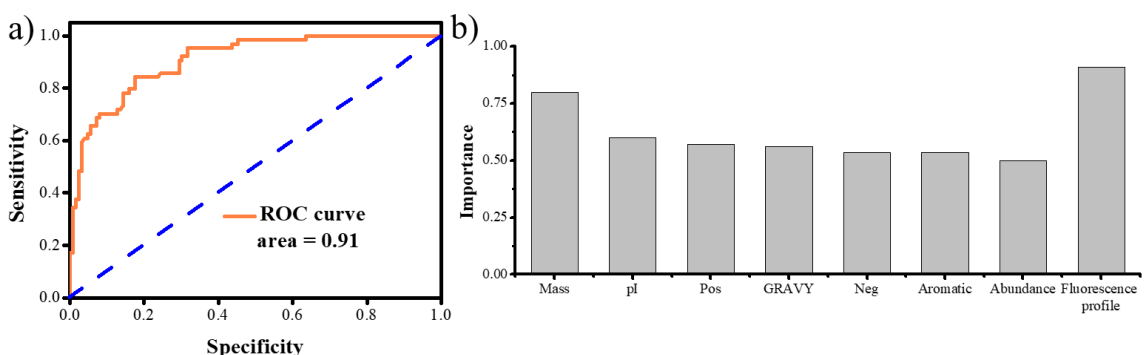 a)
1.0
0.8
0.6
0.4
0.2
0.0
Sensitivity
ROC curve
area = 0.91
0.0 0.2 0.4 0.6 0.8 1.0
Specificity
b)
1.00
0.75
0.50
0.25
0.00
Importance
Mass pI Pos GRAVY Neg Aromatic Abundance Fluorescence
profile